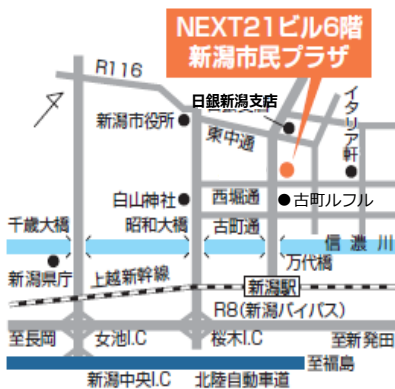 NEXT21ビル6階
新潟市民プラザ
R116
日銀新潟支店
イタリア軒
新潟市役所
東中通
白山神社
西堀通
古町ルフル
千歳大橋
昭和大橋
古町通
信濃川
新潟県庁
上越新幹線
万代橋
新潟駅
R8(新潟バイパス)
至長岡
女池I.C
桜木I.C
至新発田
至福島
新潟中央I.C
北陸自動車道